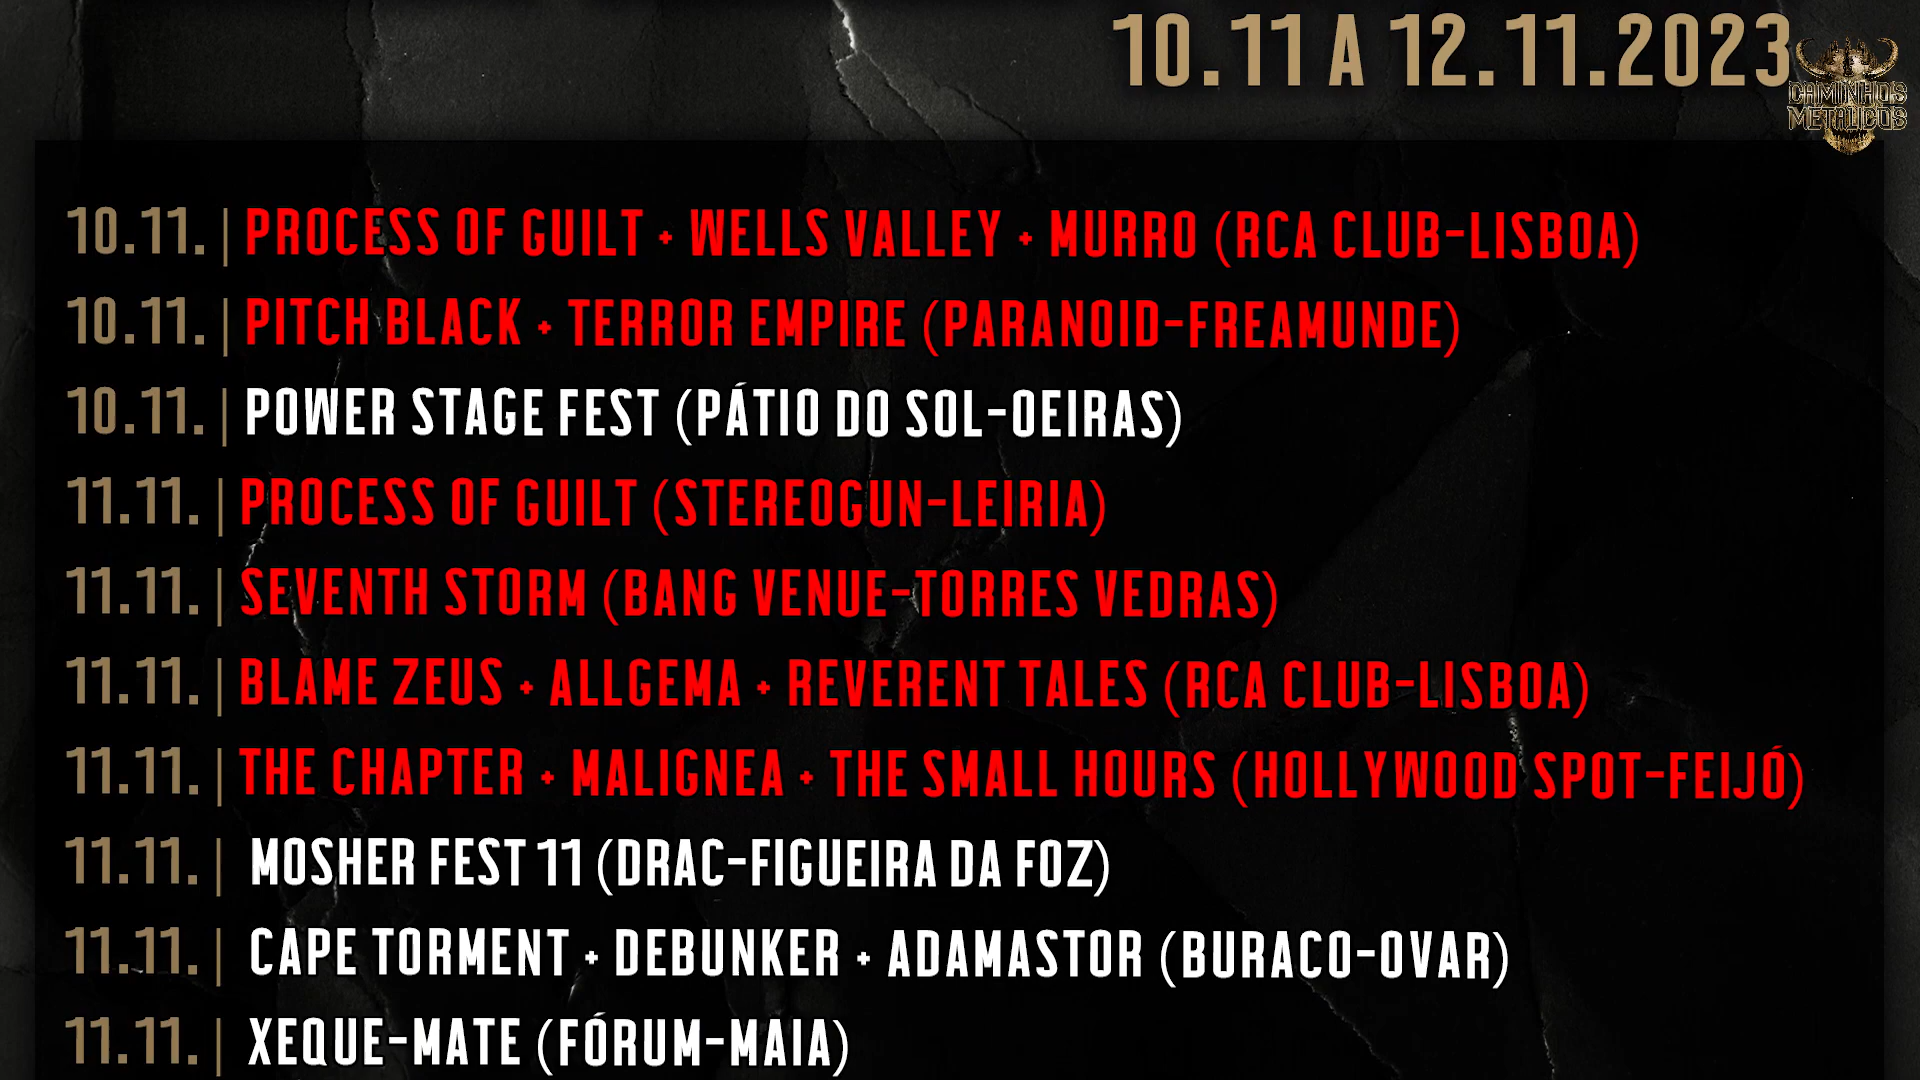 10.11 A 12.11.2023
CAMINHOS
METALICOS
10.11. | PROCESS OF GUILT + WELLS VALLEY + MURRO (RCA CLUB-LISBOA)
10.11. | PITCH BLACK + TERROR EMPIRE (PARANOID-FREAMUNDE)
10.11. | POWER STAGE FEST (PÁTIO DO SOL-OEIRAS)
11.11. | PROCESS OF GUILT (STEREOGUN-LEIRIA)
11.11. | SEVENTH STORM (BANG VENUE-TORRES VEDRAS)
11.11. | BLAME ZEUS + ALLGEMA + REVERENT TALES (RCA CLUB-LISBOA)
11.11. | THE CHAPTER + MALIGNEA + THE SMALL HOURS (HOLLYWOOD SPOT-FEIJÓ)
11.11. | MOSHER FEST 11 (DRAC-FIGUEIRA DA FOZ)
11.11. | CAPE TORMENT + DEBUNKER + ADAMASTOR (BURACO-OVAR)
11.11. | XEQUE-MATE (FÓRUM-MAIA)